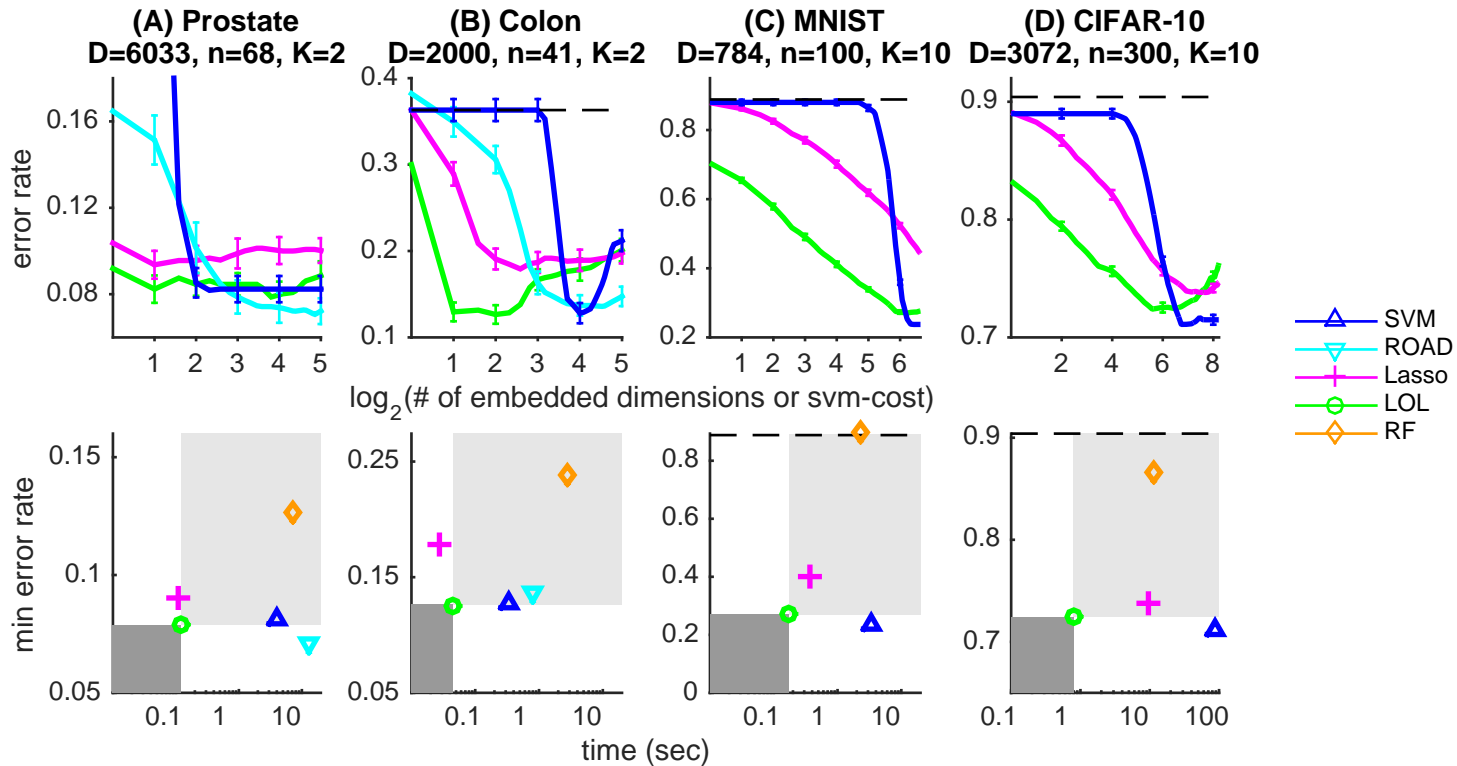 (A) Prostate
D=6033, n=68, K=2
(B) Colon
D=2000, n=41, K=2
(C) MNIST
D=784, n=100, K=10
(D) CIFAR-10
D=3072, n=300, K=10
error rate
0.16
0.12
0.08
1 2 3 4 5
0.4
0.3
0.2
0.1
0 1 2 3 4 5
0.8
0.6
0.4
0.2
1 2 3 4 5 6
0.9
0.8
0.7
2 4 6 8
log2(# of embedded dimensions or svm-cost)
SVM
ROAD
Lasso
LOL
RF
min error rate
0.15
0.1
0.05
0.1 1 10
0.25
0.15
0.05
0.1 1 10
0.8
0.6
0.4
0.2
0
0.1 1 10
0.9
0.8
0.7
0.1 1 10 100
time (sec)